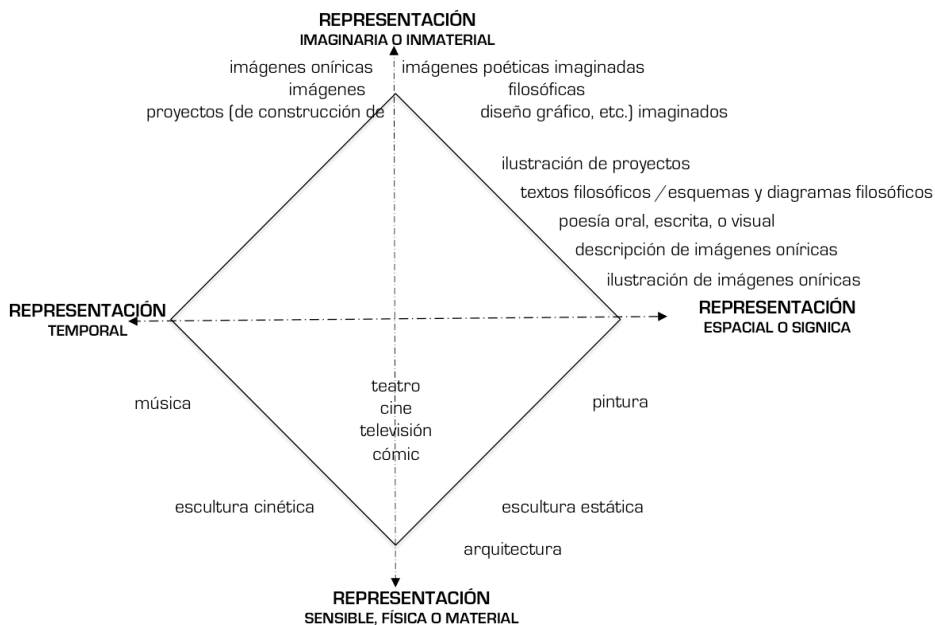 REPRESENTACIÓN
IMAGINARIA O INMATERIAL
imágenes oníricas imágenes poéticas imaginadas
imágenes filosóficas
proyectos (de construcción de diseño gráfico, etc.) imaginados
ilustración de proyectos
textos filosóficos / esquemas y diagramas filosóficos
poesía oral, escrita, o visual
descripción de imágenes oníricas
ilustración de imágenes oníricas
REPRESENTACIÓN
TEMPORAL
REPRESENTACIÓN
ESPACIAL O SIGNICA
teatro
cine
televisión
cómic
música
pintura
escultura cinética
escultura estática
arquitectura
REPRESENTACIÓN
SENSIBLE, FÍSICA O MATERIAL